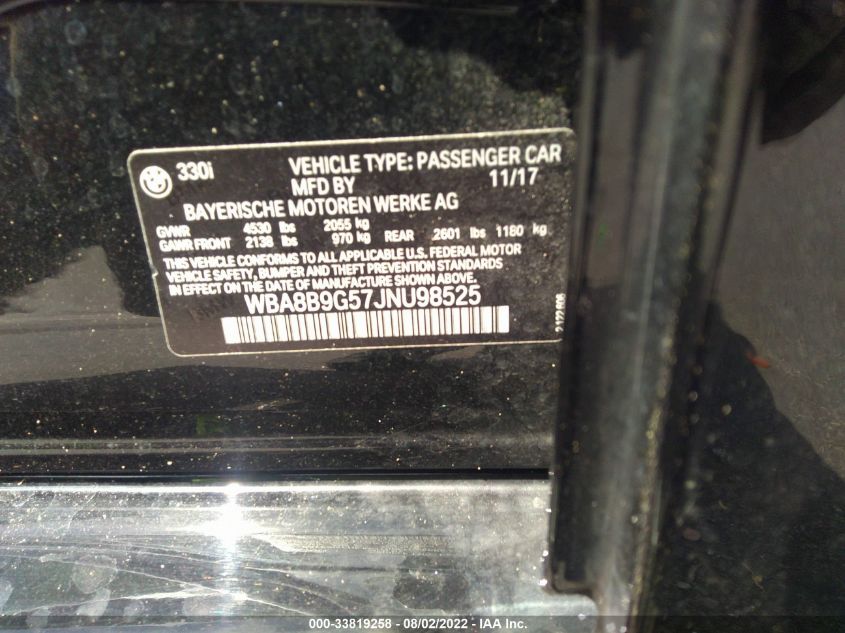 330i VEHICLE TYPE: PASSENGER CAR
MFD BY 11/17
BAYERISCHE MOTOREN WERKE AG
GVWR 4530 lbs 2055 kg
GAWR FRONT 2138 lbs 970 kg REAR 2601 lbs 1180 kg
THIS VEHICLE CONFORMS TO ALL APPLICABLE U.S. FEDERAL MOTOR
VEHICLE SAFETY, BUMPER AND THEFT PREVENTION STANDARDS
IN EFFECT ON THE DATE OF MANUFACTURE SHOWN ABOVE.
WBA8B9G57JNU98525
000-33819258 - 08/02/2022 - IAA Inc.